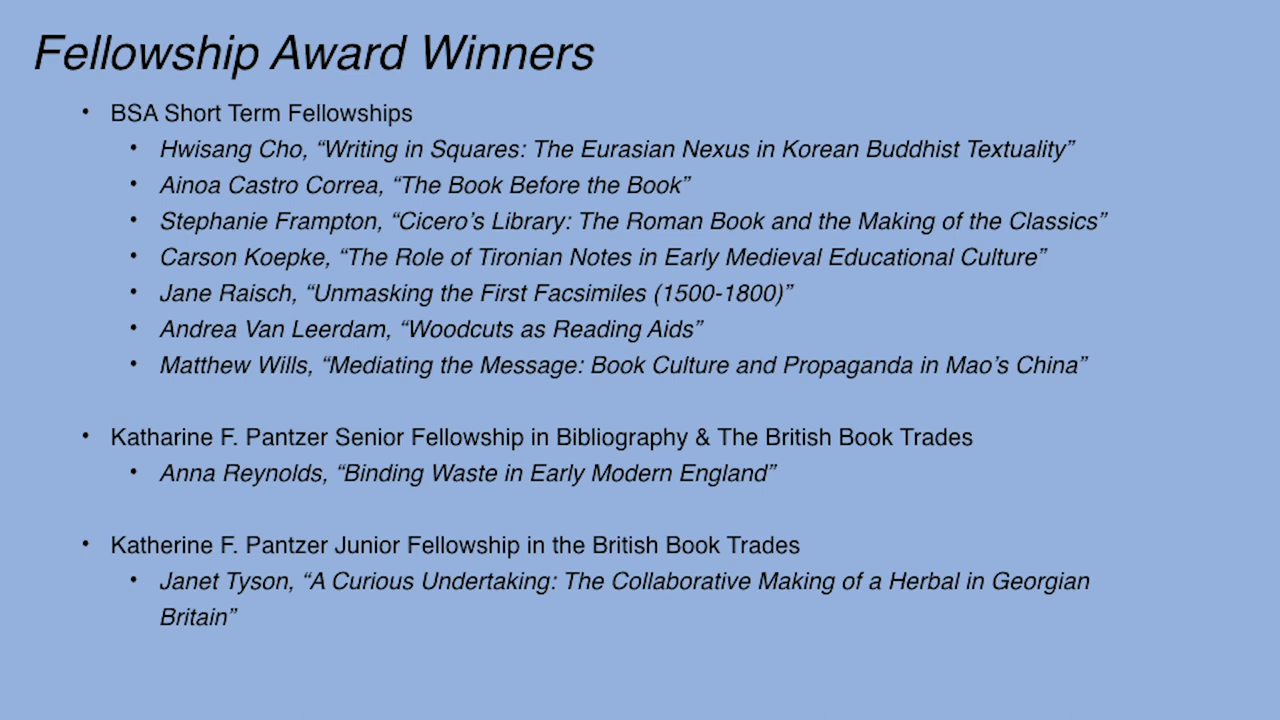 Fellowship Award Winners
• BSA Short Term Fellowships
• Hwisang Cho, “Writing in Squares: The Eurasian Nexus in Korean Buddhist Textuality”
• Ainoa Castro Correa, “The Book Before the Book”
• Stephanie Frampton, “Cicero’s Library: The Roman Book and the Making of the Classics”
• Carson Koepke, “The Role of Tironian Notes in Early Medieval Educational Culture”
• Jane Raisch, “Unmasking the First Facsimiles (1500-1800)”
• Andrea Van Leerdam, “Woodcuts as Reading Aids”
• Matthew Wills, “Mediating the Message: Book Culture and Propaganda in Mao’s China”
• Katharine F. Pantzer Senior Fellowship in Bibliography & The British Book Trades
• Anna Reynolds, “Binding Waste in Early Modern England”
• Katherine F. Pantzer Junior Fellowship in the British Book Trades
• Janet Tyson, “A Curious Undertaking: The Collaborative Making of a Herbal in Georgian
Britain”